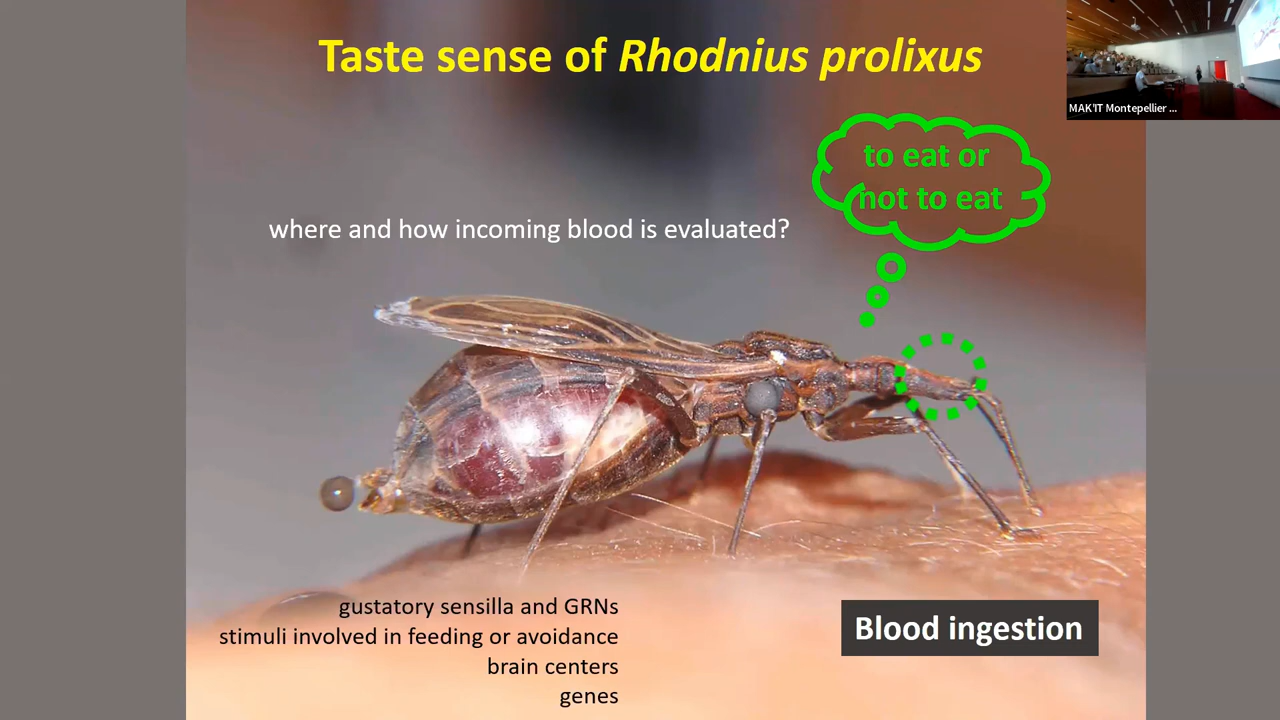 Taste sense of Rhodnius prolixus
MAK'IT Montepellier ...
to eat or
not to eat
where and how incoming blood is evaluated?
gustatory sensilla and GRNs
stimuli involved in feeding or avoidance
brain centers
genes
Blood ingestion